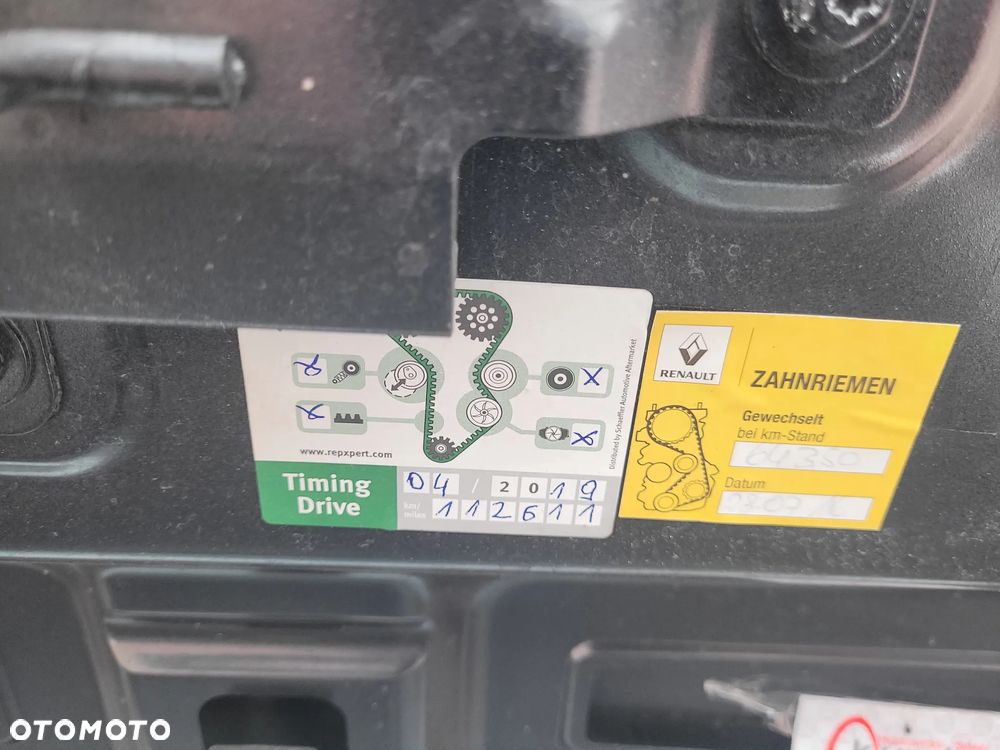 www.repxpert.com
Distributed by Schaeffler Automotive Aftermarket
Timing
Drive
04 / 2019
km/
miles
112611
RENAULT
ZAHNRIEMEN
Gewechselt
bei km-Stand
64350
Datum
OTOMOTO